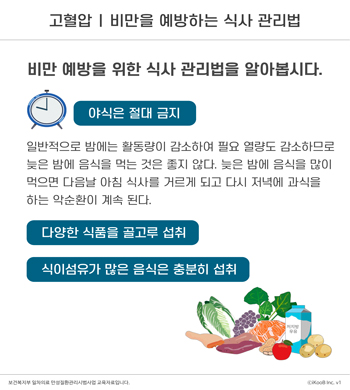 고혈압 | 비만을 예방하는 식사 관리법
비만 예방을 위한 식사 관리법을 알아봅시다.
야식은 절대 금지
일반적으로 밤에는 활동량이 감소하여 필요 열량도 감소하므로
늦은 밤에 음식을 먹는 것은 좋지 않다. 늦은 밤에 음식을 많이
먹으면 다음날 아침 식사를 거르게 되고 다시 저녁에 과식을
하는 악순환이 계속 된다.
다양한 식품을 골고루 섭취
식이섬유가 많은 음식은 충분히 섭취
저지방
우유
보건복지부 일차의료 만성질환관리시범사업 교육자료입니다.
ⓒiKooB Inc. v1